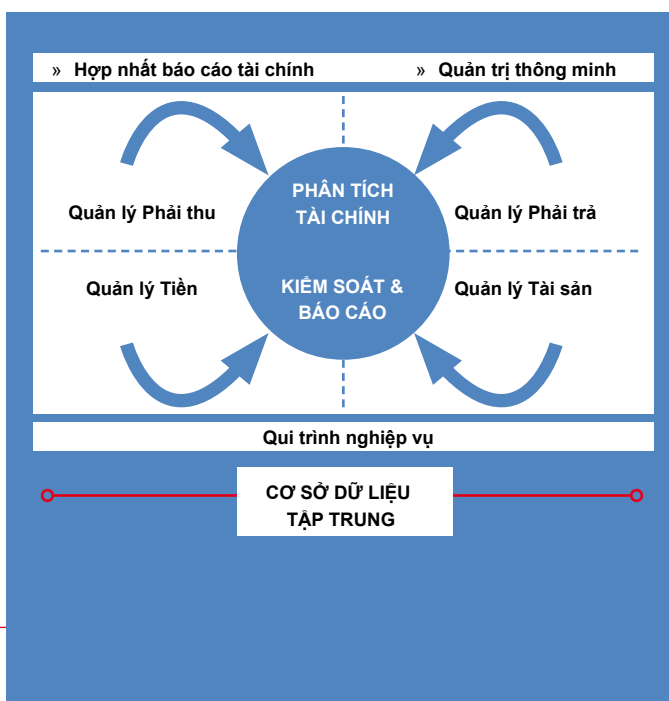 » Hợp nhất báo cáo tài chính
» Quản trị thông minh
PHÂN TÍCH
TÀI CHÍNH
Quản lý Phải thu
Quản lý Phải trả
Quản lý Tiền
KIỂM SOÁT &
BÁO CÁO
Quản lý Tài sản
Qui trình nghiệp vụ
CƠ SỞ DỮ LIỆU
TẬP TRUNG